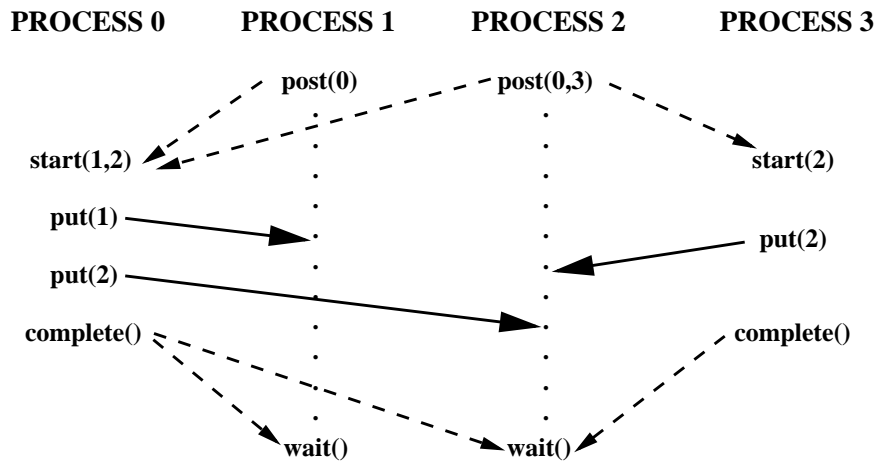 PROCESS 0 PROCESS 1 PROCESS 2 PROCESS 3
post(0) post(0,3)
start(1,2) start(2)
put(1)
put(2)
put(2)
complete() complete()
wait() wait()